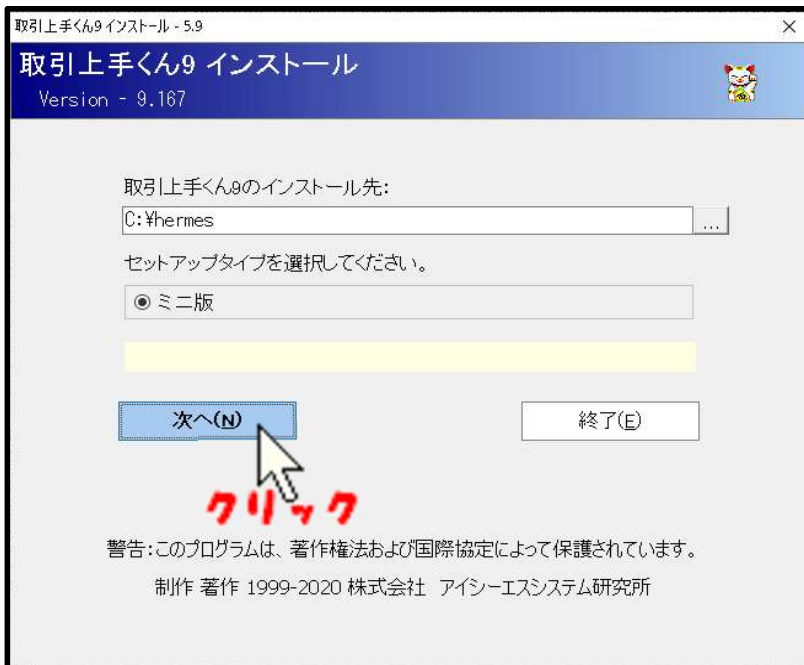 取引上手くん9 インストール - 5.9
取引上手くん9 インストール
Version - 9.167
取引上手くん9のインストール先:
C:¥hermes
...
セットアップタイプを選択してください。
ミニ版
次へ(N)
終了(E)
クリック
警告:このプログラムは、著作権法および国際協定によって保護されています。
制作 著作 1999-2020 株式会社 アイシーエスシステム研究所